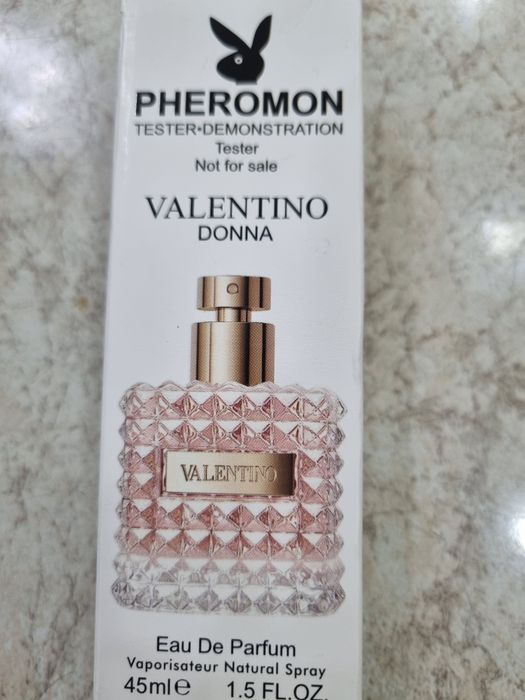 PHEROMON
TESTER•DEMONSTRATION
Tester
Not for sale
VALENTINO
DONNA
VALENTINO
Eau De Parfum
Vaporisateur Natural Spray
45ml℮ 1.5 FL.OZ.